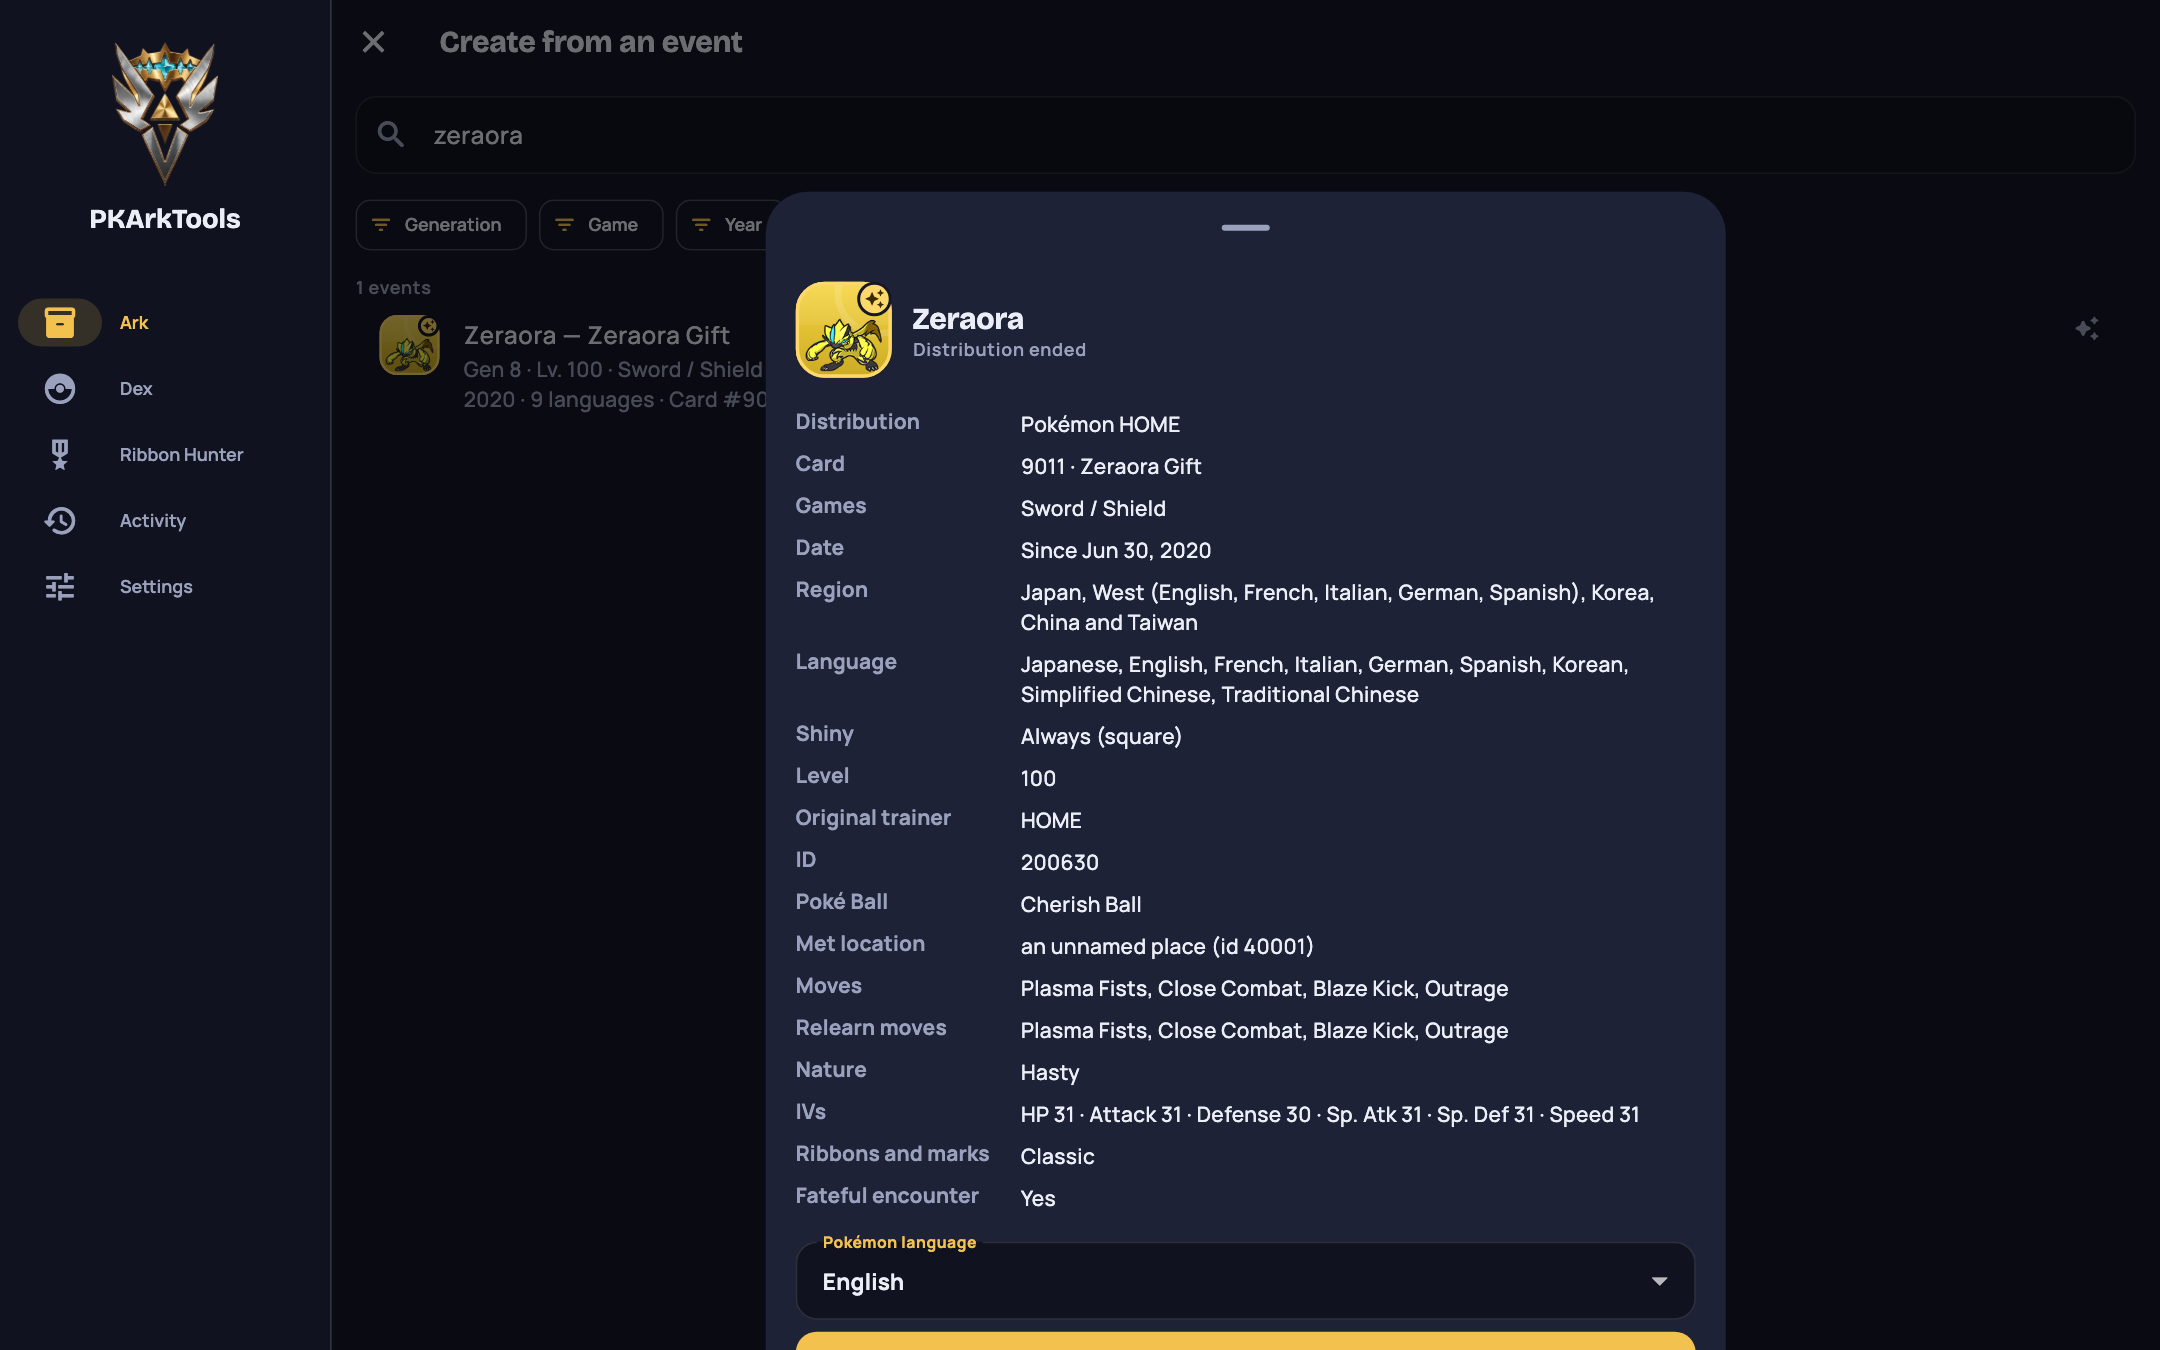 PKArkTools
Ark
Dex
Ribbon Hunter
Activity
Settings
Create from an event
zeraora
Generation
Game
Year
1 events
Zeraora — Zeraora Gift
Gen 8 · Lv. 100 · Sword / Shield
2020 · 9 languages · Card #90
Zeraora
Distribution ended
Distribution Pokémon HOME
Card 9011 · Zeraora Gift
Games Sword / Shield
Date Since Jun 30, 2020
Region Japan, West (English, French, Italian, German, Spanish), Korea,
China and Taiwan
Language Japanese, English, French, Italian, German, Spanish, Korean,
Simplified Chinese, Traditional Chinese
Shiny Always (square)
Level 100
Original trainer HOME
ID 200630
Poké Ball Cherish Ball
Met location an unnamed place (id 40001)
Moves Plasma Fists, Close Combat, Blaze Kick, Outrage
Relearn moves Plasma Fists, Close Combat, Blaze Kick, Outrage
Nature Hasty
IVs HP 31 · Attack 31 · Defense 30 · Sp. Atk 31 · Sp. Def 31 · Speed 31
Ribbons and marks Classic
Fateful encounter Yes
Pokémon language
English